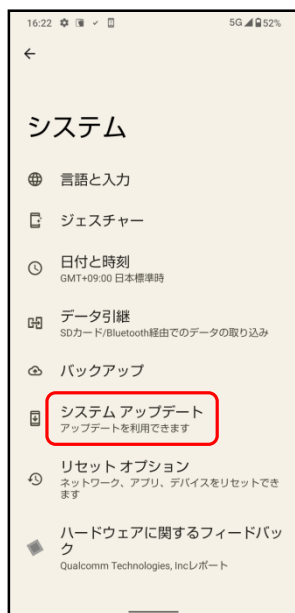 16:22 5G 52%
システム
言語と入力
ジェスチャー
日付と時刻
GMT+09:00 日本標準時
データ引継
SDカード/Bluetooth経由でのデータの取り込み
バックアップ
システム アップデート
アップデートを利用できます
リセット オプション
ネットワーク、アプリ、デバイスをリセットでき
ます
ハードウェアに関するフィードバッ
ク
Qualcomm Technologies, Incレポート